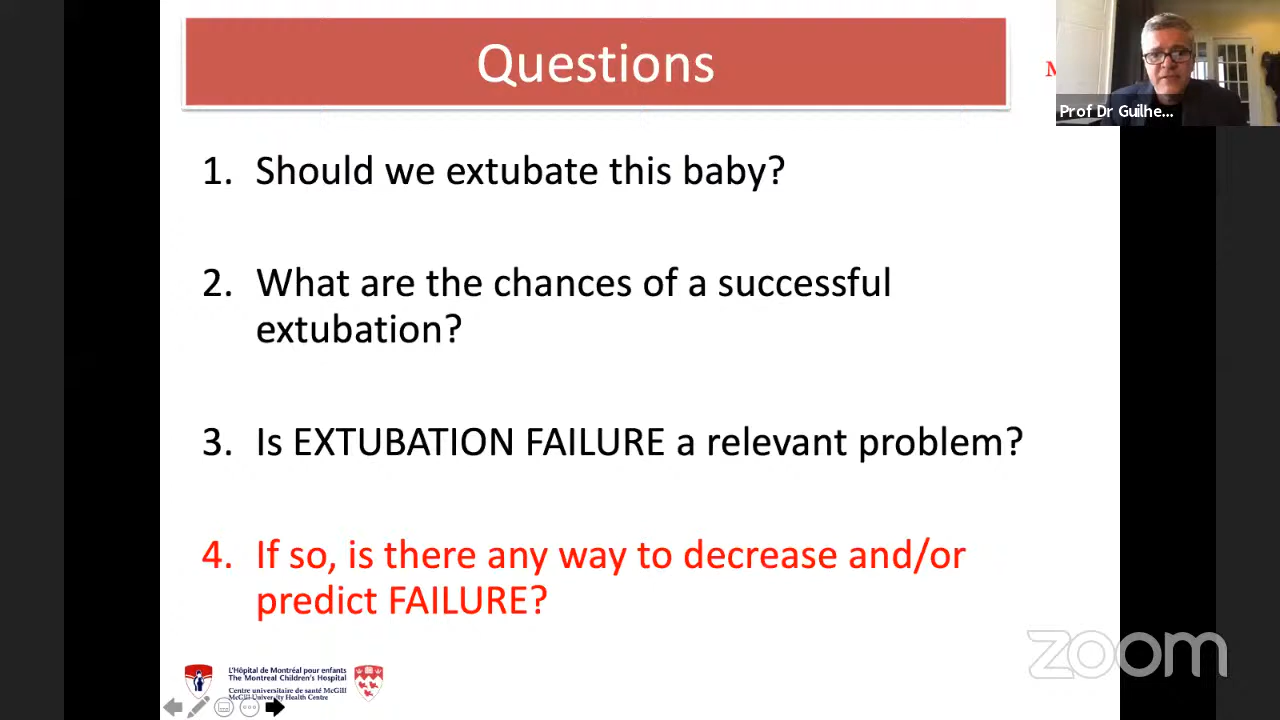 Questions
M
Prof Dr Guilhe...
1. Should we extubate this baby?
2. What are the chances of a successful
extubation?
3. Is EXTUBATION FAILURE a relevant problem?
4. If so, is there any way to decrease and/or
predict FAILURE?
L'Hôpital de Montréal pour enfants
The Montreal Children's Hospital
Centre universitaire de santé McGill
McGill University Health Centre
zoom